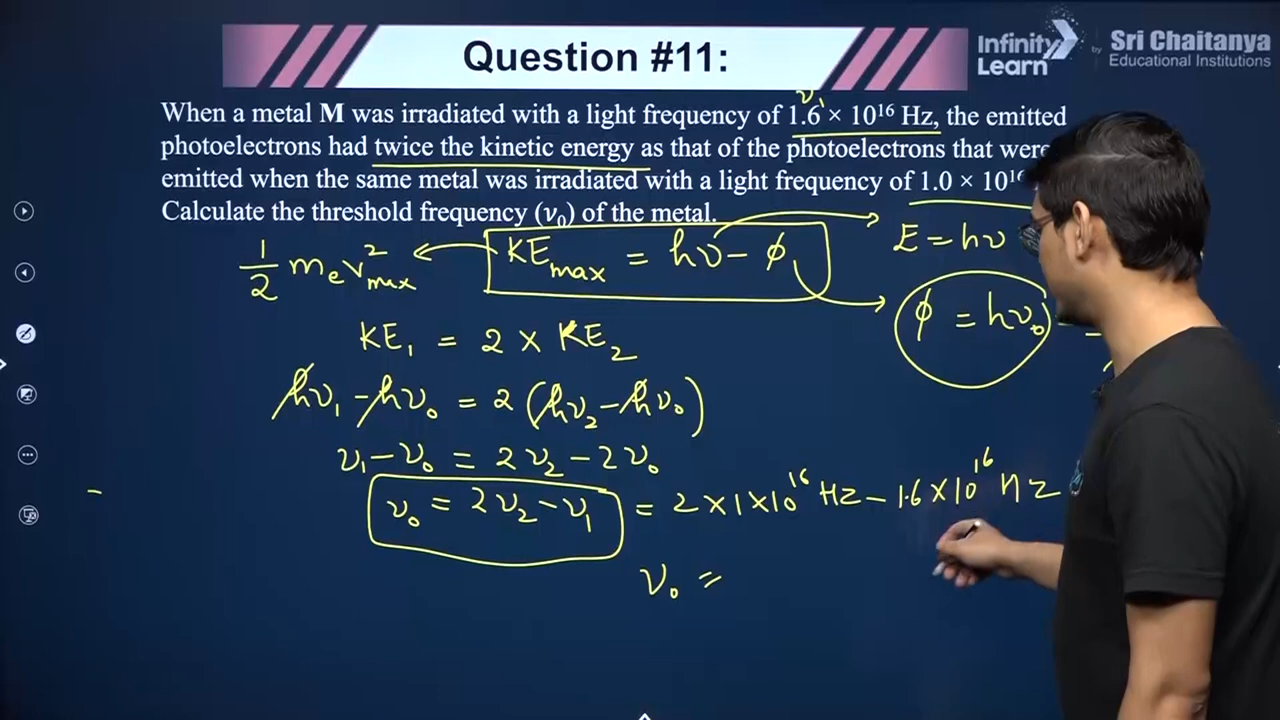 Question #11:
Infinity Learn by Sri Chaitanya Educational Institutions
ν₁
When a metal M was irradiated with a light frequency of 1.6 × 10¹⁶ Hz, the emitted
photoelectrons had twice the kinetic energy as that of the photoelectrons that were
emitted when the same metal was irradiated with a light frequency of 1.0 × 10¹⁶
Calculate the threshold frequency (ν₀) of the metal.
1/2 mₑv²max
KEmax = hν − ϕ
E = hν
ϕ = hν₀
KE₁ = 2 × KE₂
hν₁ − hν₀ = 2 (hν₂ − hν₀)
ν₁ − ν₀ = 2ν₂ − 2ν₀
ν₀ = 2ν₂ − ν₁ = 2 × 1 × 10¹⁶ Hz − 1.6 × 10¹⁶ Hz
ν₀ =